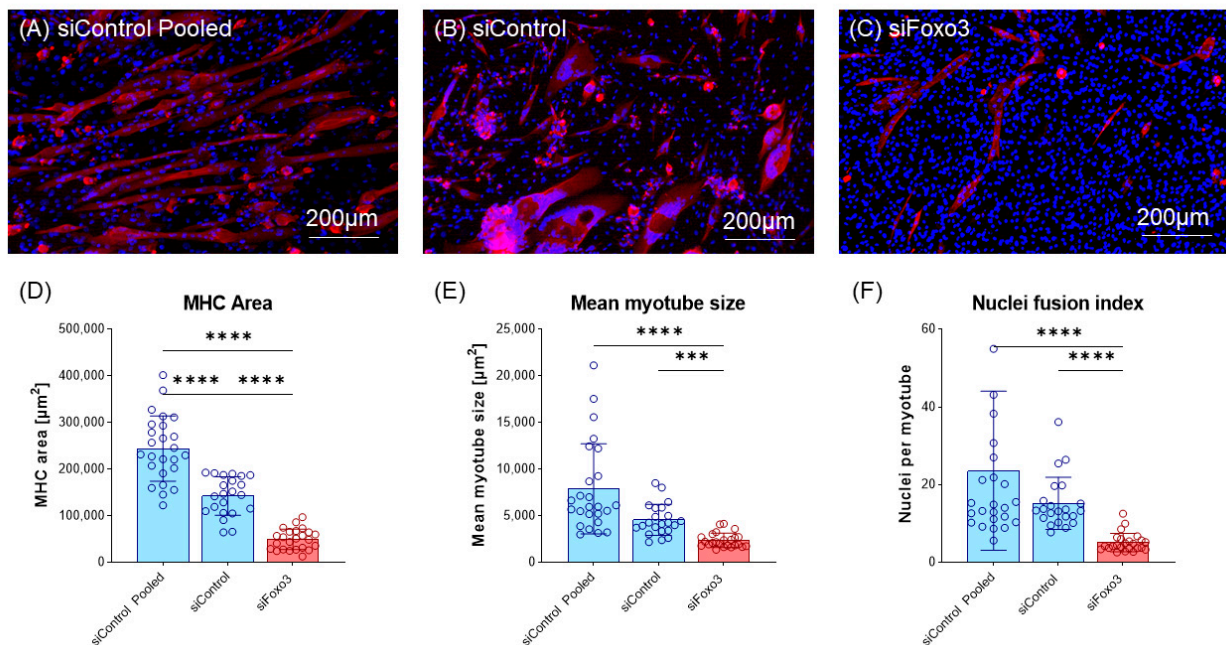 (A) siControl Pooled
(B) siControl
(C) siFoxo3
200µm
200µm
200µm
(D)
MHC Area
MHC area [µm²]
500,000
400,000
300,000
200,000
100,000
0
****
**** ****
siControl Pooled
siControl
siFoxo3
(E)
Mean myotube size
Mean myotube size [µm²]
25,000
20,000
15,000
10,000
5,000
0
****
***
siControl Pooled
siControl
siFoxo3
(F)
Nuclei fusion index
Nuclei per myotube
60
40
20
0
****
****
siControl Pooled
siControl
siFoxo3